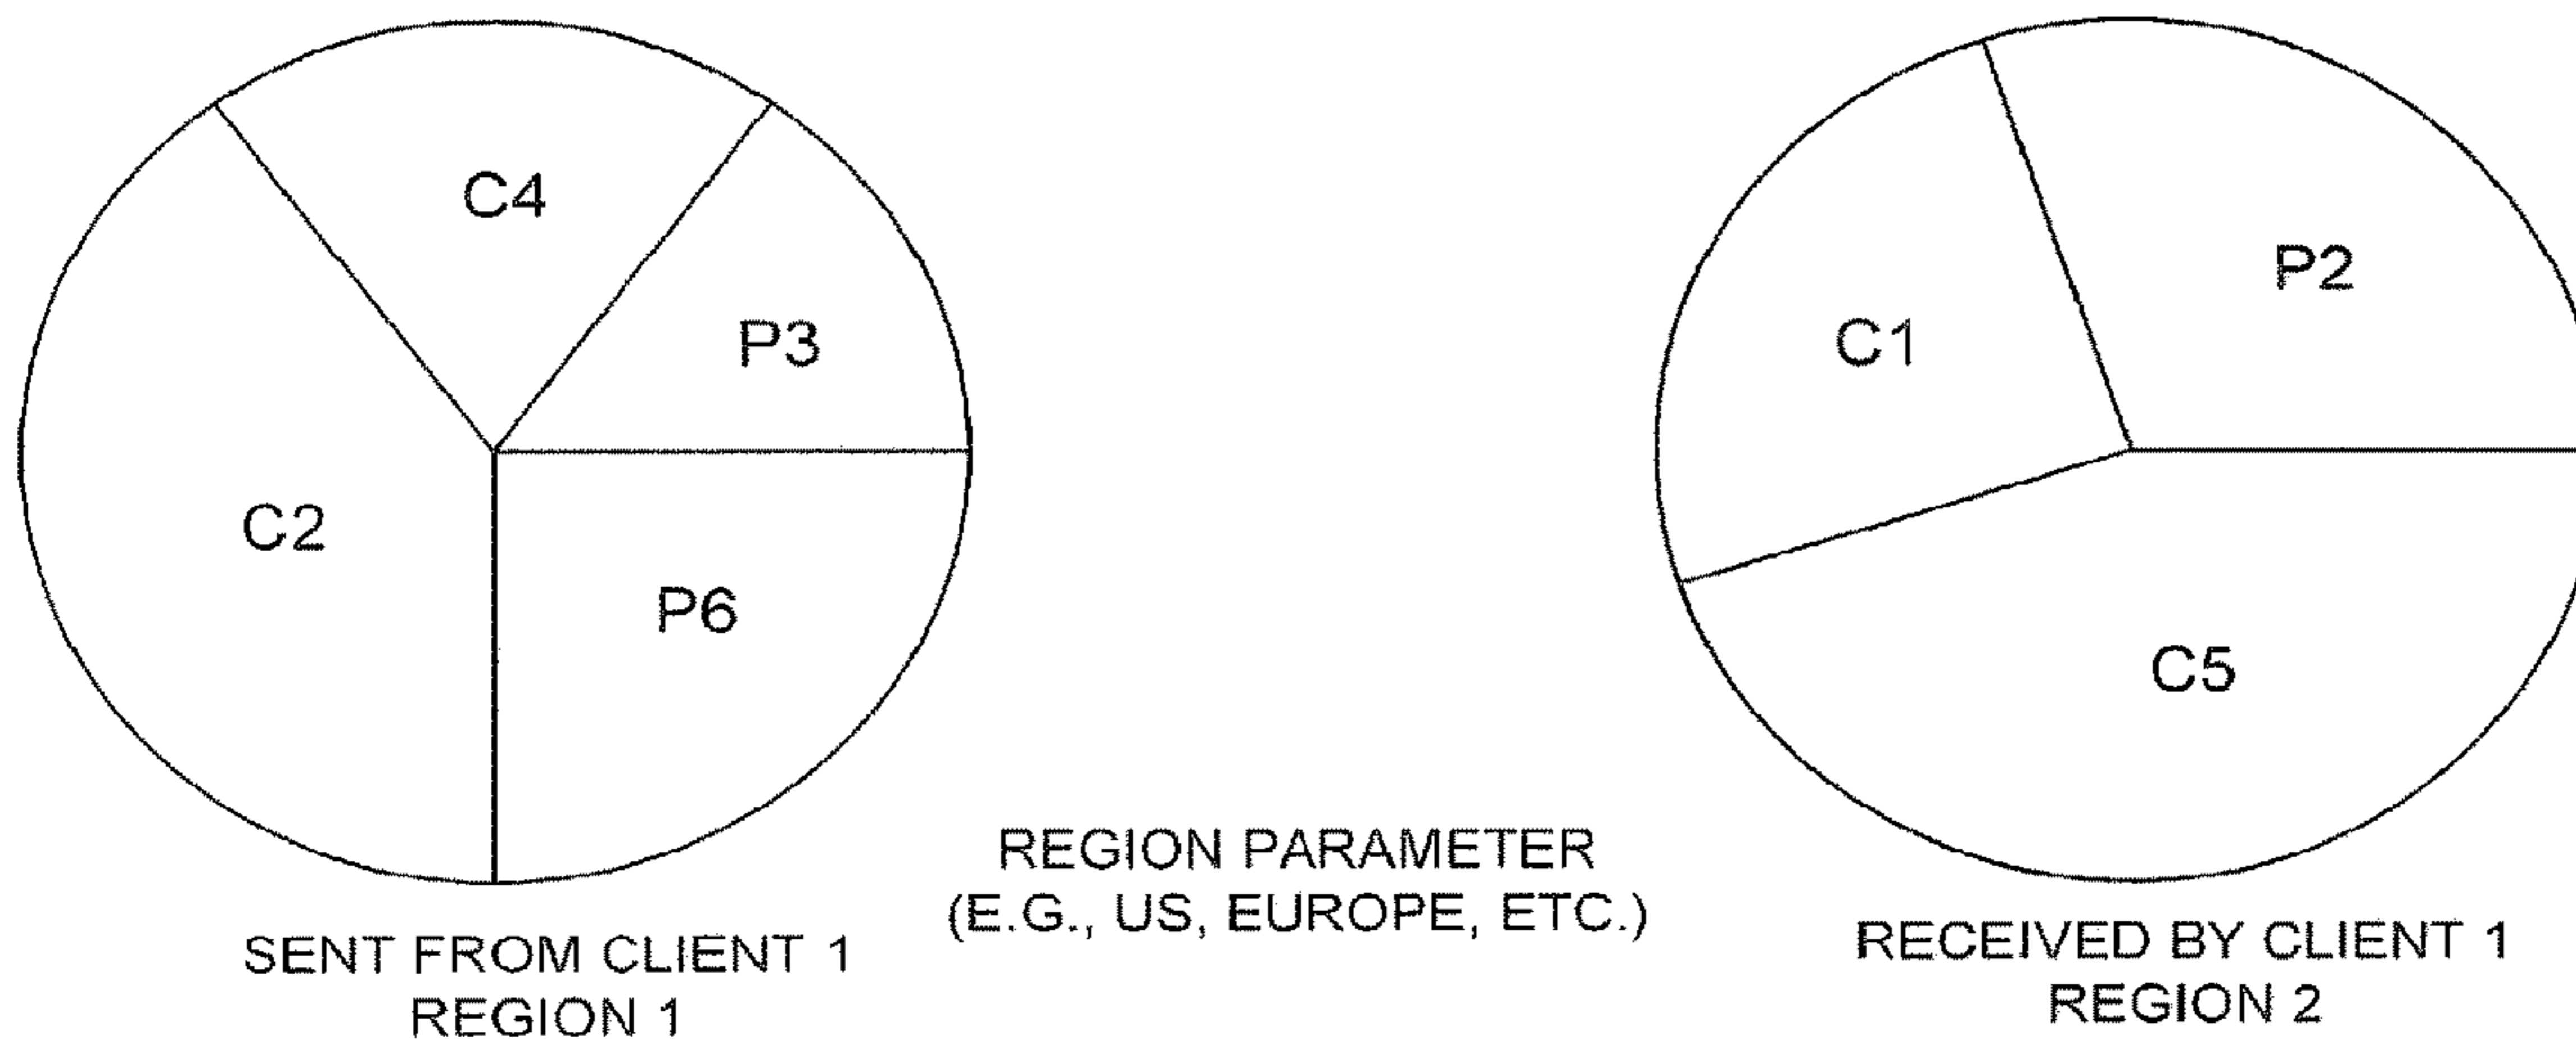 C4
P3
C2
P6
SENT FROM CLIENT 1
REGION 1
REGION PARAMETER
(E.G., US, EUROPE, ETC.)
P2
C1
C5
RECEIVED BY CLIENT 1
REGION 2